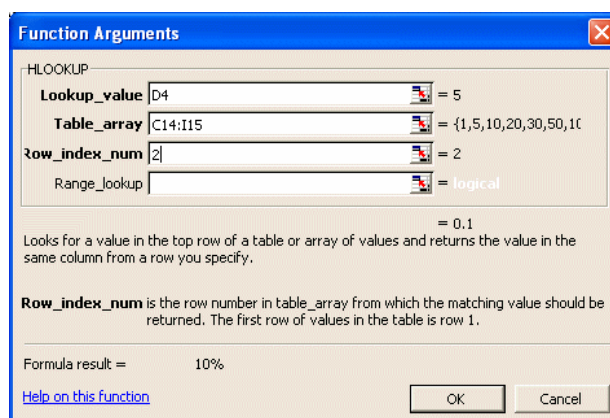 Function Arguments
HLOOKUP
Lookup_value D4 = 5
Table_array C14:I15 = {1,5,10,20,30,50,10
Row_index_num 2 = 2
Range_lookup = logical
= 0.1
Looks for a value in the top row of a table or array of values and returns the value in the
same column from a row you specify.
Row_index_num is the row number in table_array from which the matching value should be
returned. The first row of values in the table is row 1.
Formula result = 10%
Help on this function OK Cancel